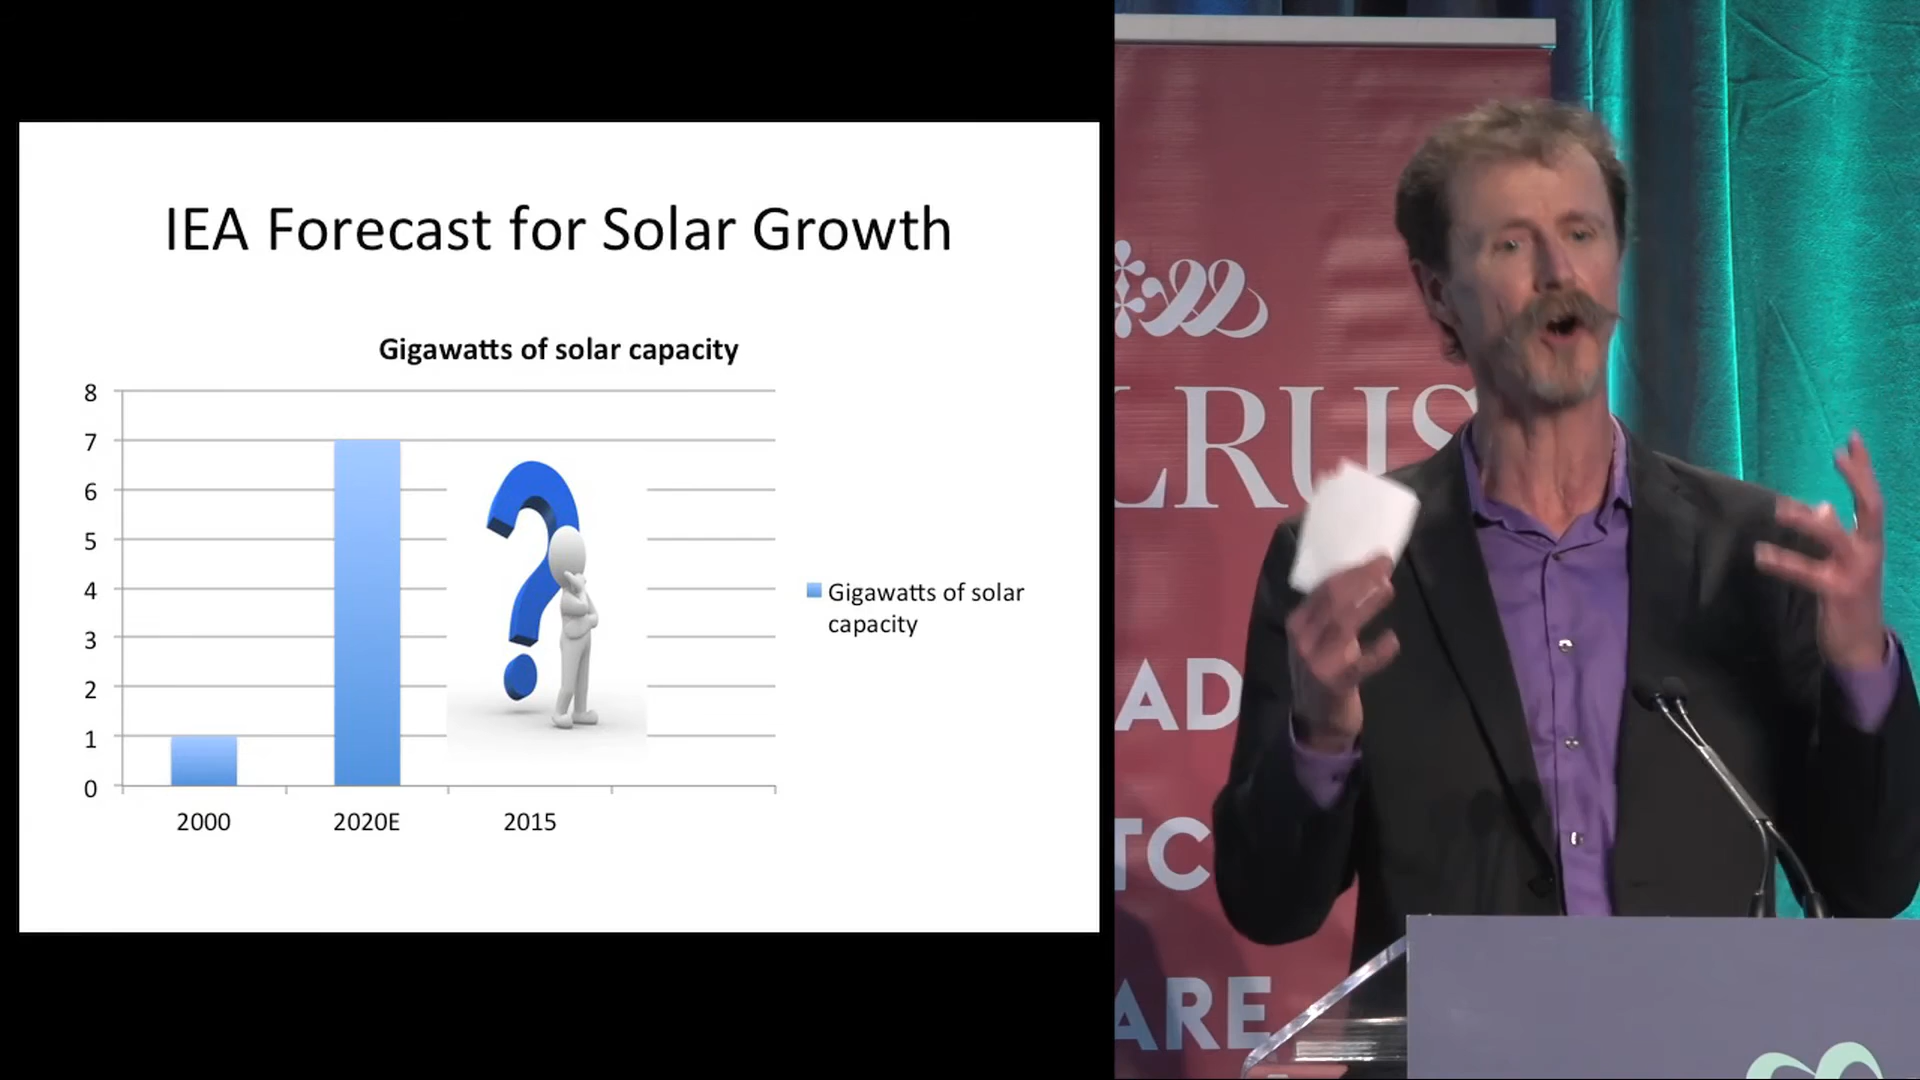 IEA Forecast for Solar Growth
Gigawatts of solar capacity
8
7
6
5
4
3
2
1
0
2000
2020E
2015
Gigawatts of solar
capacity
LRUS
AD
TC
ARE